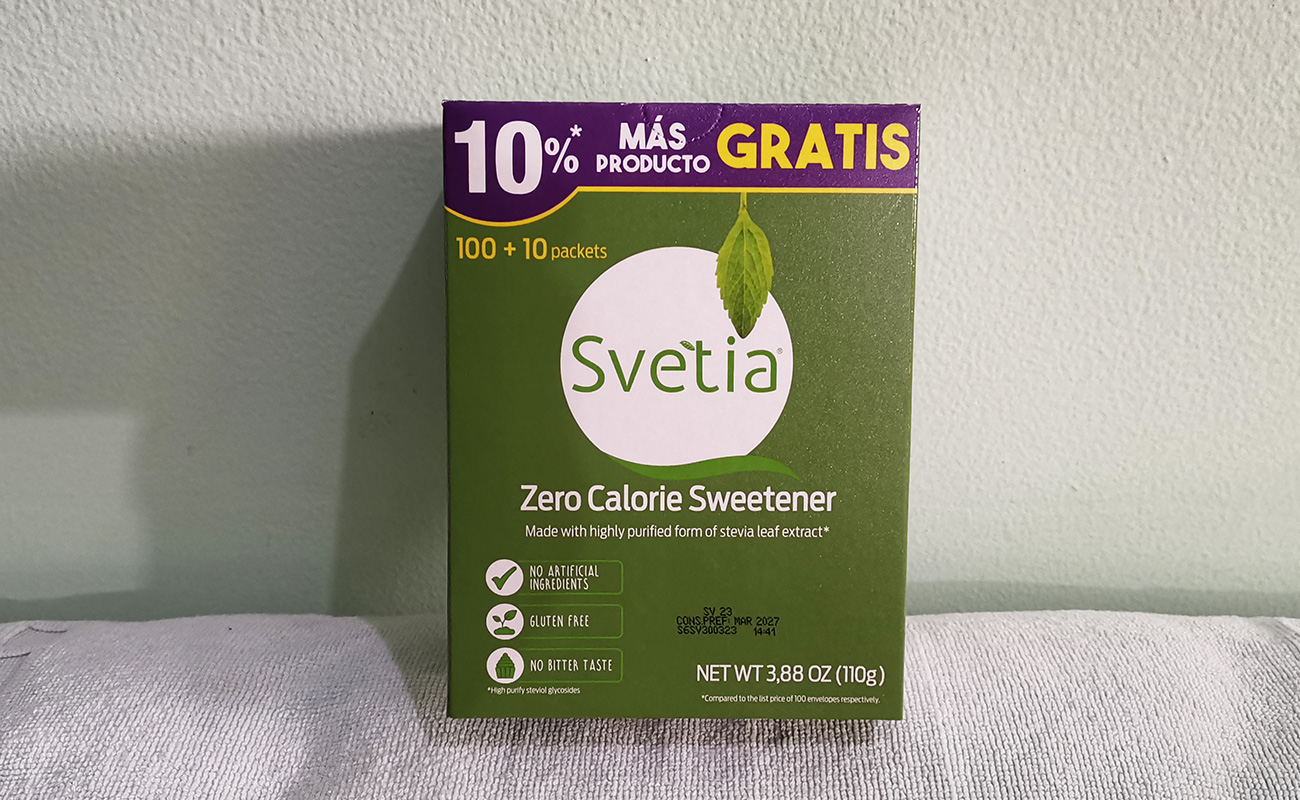 10%* MÁS PRODUCTO GRATIS
100 + 10 packets
Svetia®
Zero Calorie Sweetener
Made with highly purified form of stevia leaf extract*
NO ARTIFICIAL
INGREDIENTS
GLUTEN FREE
NO BITTER TASTE
*High purify steviol glycosides
SV 23
CONS.PREF: MAR 2027
S6SV300323 14:41
NET WT 3,88 OZ (110g)
*Compared to the list price of 100 envelopes respectively.